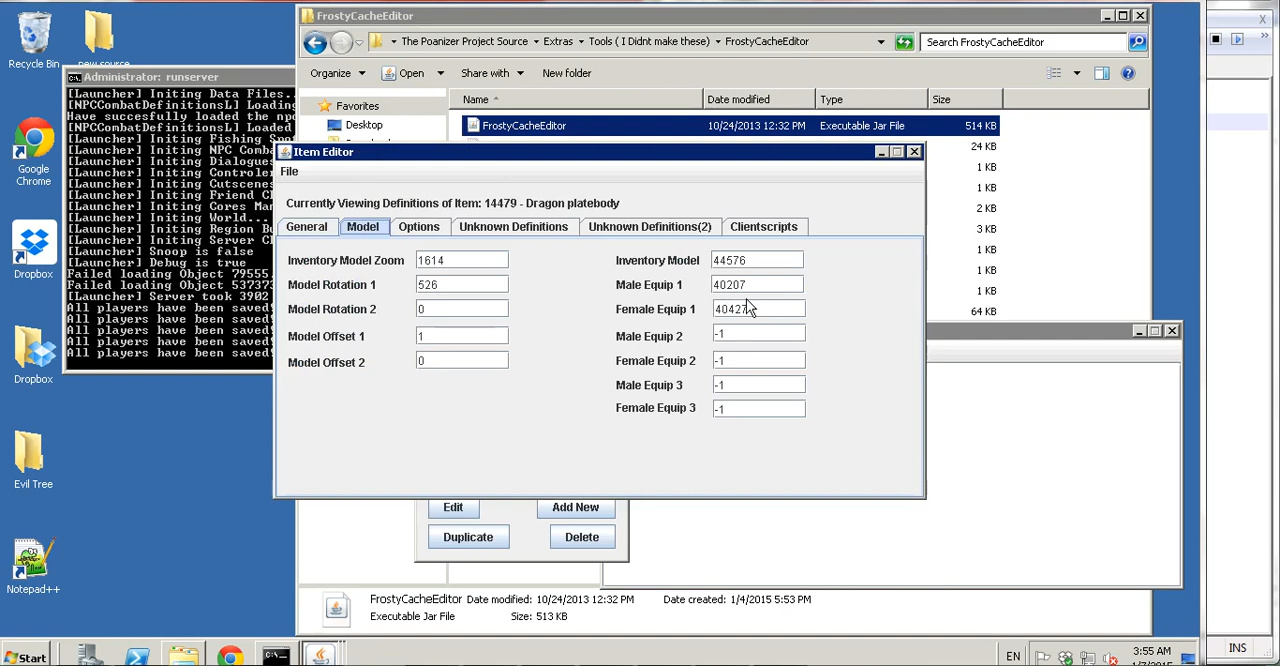 Recycle Bin
Google Chrome
Dropbox
Dropbox
Evil Tree
Notepad++
Administrator: runserver
[Launcher] Initing Data Files..
[NPCCombatDefinitionsL] Loading
Have succesfully loaded the npc
[NPCCombatDefinitionsL] Loaded
[Launcher] Initing Fishing Spo
[Launcher] Initing NPC Comba
[Launcher] Initing Dialogues
[Launcher] Initing Controler
[Launcher] Initing Cutscenes
[Launcher] Initing Friend Ch
[Launcher] Initing Cores Man
[Launcher] Initing World...
[Launcher] Initing Region Bu
[Launcher] Initing Server Ch
[Launcher] Snoop is false
[Launcher] Debug is true
Failed loading Object 79555,
Failed loading Object 537373
[Launcher] Server took 3902
All players have been saved
All players have been saved
All players have been saved
All players have been saved
FrostyCacheEditor
The Poanizer Project Source
Extras
Tools ( I Didnt make these)
FrostyCacheEditor
Search FrostyCacheEditor
Organize
Open
Share with
New folder
Favorites
Desktop
Name
Date modified
Type
Size
FrostyCacheEditor
10/24/2013 12:32 PM
Executable Jar File
514 KB
24 KB
1 KB
1 KB
2 KB
3 KB
1 KB
1 KB
64 KB
Item Editor
File
Currently Viewing Definitions of Item: 14479 - Dragon platebody
General
Model
Options
Unknown Definitions
Unknown Definitions(2)
Clientscripts
Inventory Model Zoom 1614
Model Rotation 1 526
Model Rotation 2 0
Model Offset 1 1
Model Offset 2 0
Inventory Model 44576
Male Equip 1 40207
Female Equip 1 40427
Male Equip 2 -1
Female Equip 2 -1
Male Equip 3 -1
Female Equip 3 -1
Edit
Add New
Duplicate
Delete
FrostyCacheEditor Date modified: 10/24/2013 12:32 PM Date created: 1/4/2015 5:53 PM
Executable Jar File Size: 513 KB
Start
EN
3:55 AM
INS